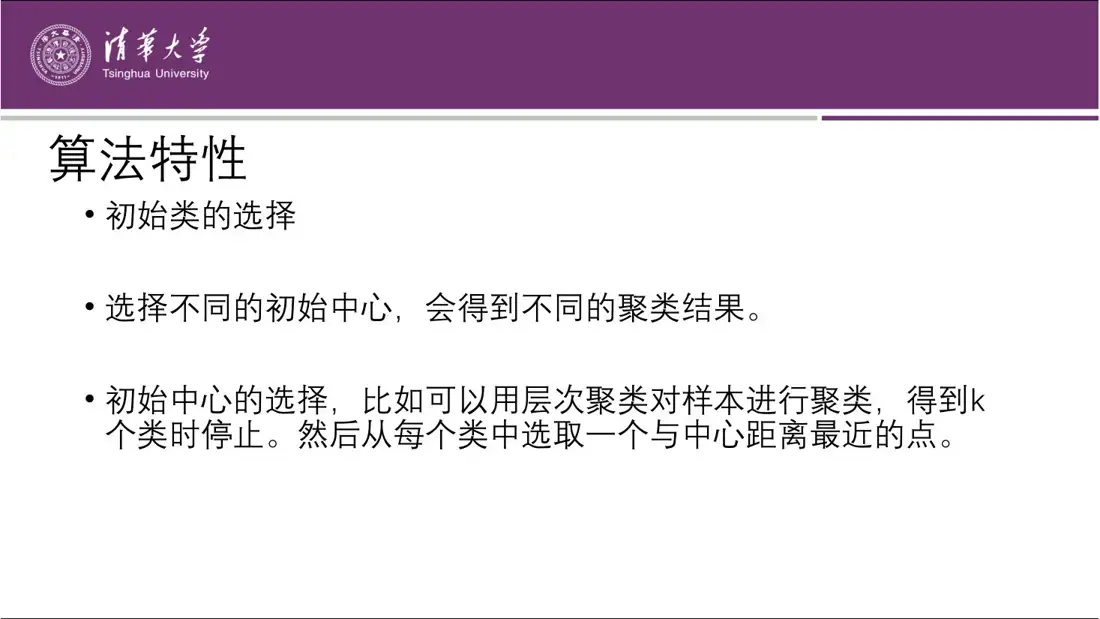 清华大学
Tsinghua University
算法特性
• 初始类的选择
• 选择不同的初始中心，会得到不同的聚类结果。
• 初始中心的选择，比如可以用层次聚类对样本进行聚类，得到k
个类时停止。然后从每个类中选取一个与中心距离最近的点。